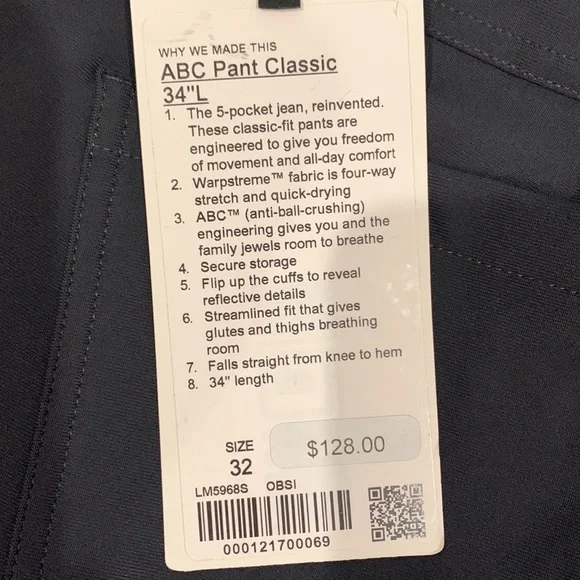 WHY WE MADE THIS
ABC Pant Classic
34"L
1. The 5-pocket jean, reinvented.
These classic-fit pants are
engineered to give you freedom
of movement and all-day comfort
2. Warpstreme™ fabric is four-way
stretch and quick-drying
3. ABC™ (anti-ball-crushing)
engineering gives you and the
family jewels room to breathe
4. Secure storage
5. Flip up the cuffs to reveal
reflective details
6. Streamlined fit that gives
glutes and thighs breathing
room
7. Falls straight from knee to hem
8. 34" length
SIZE
32
$128.00
LM5968S OBSI
000121700069